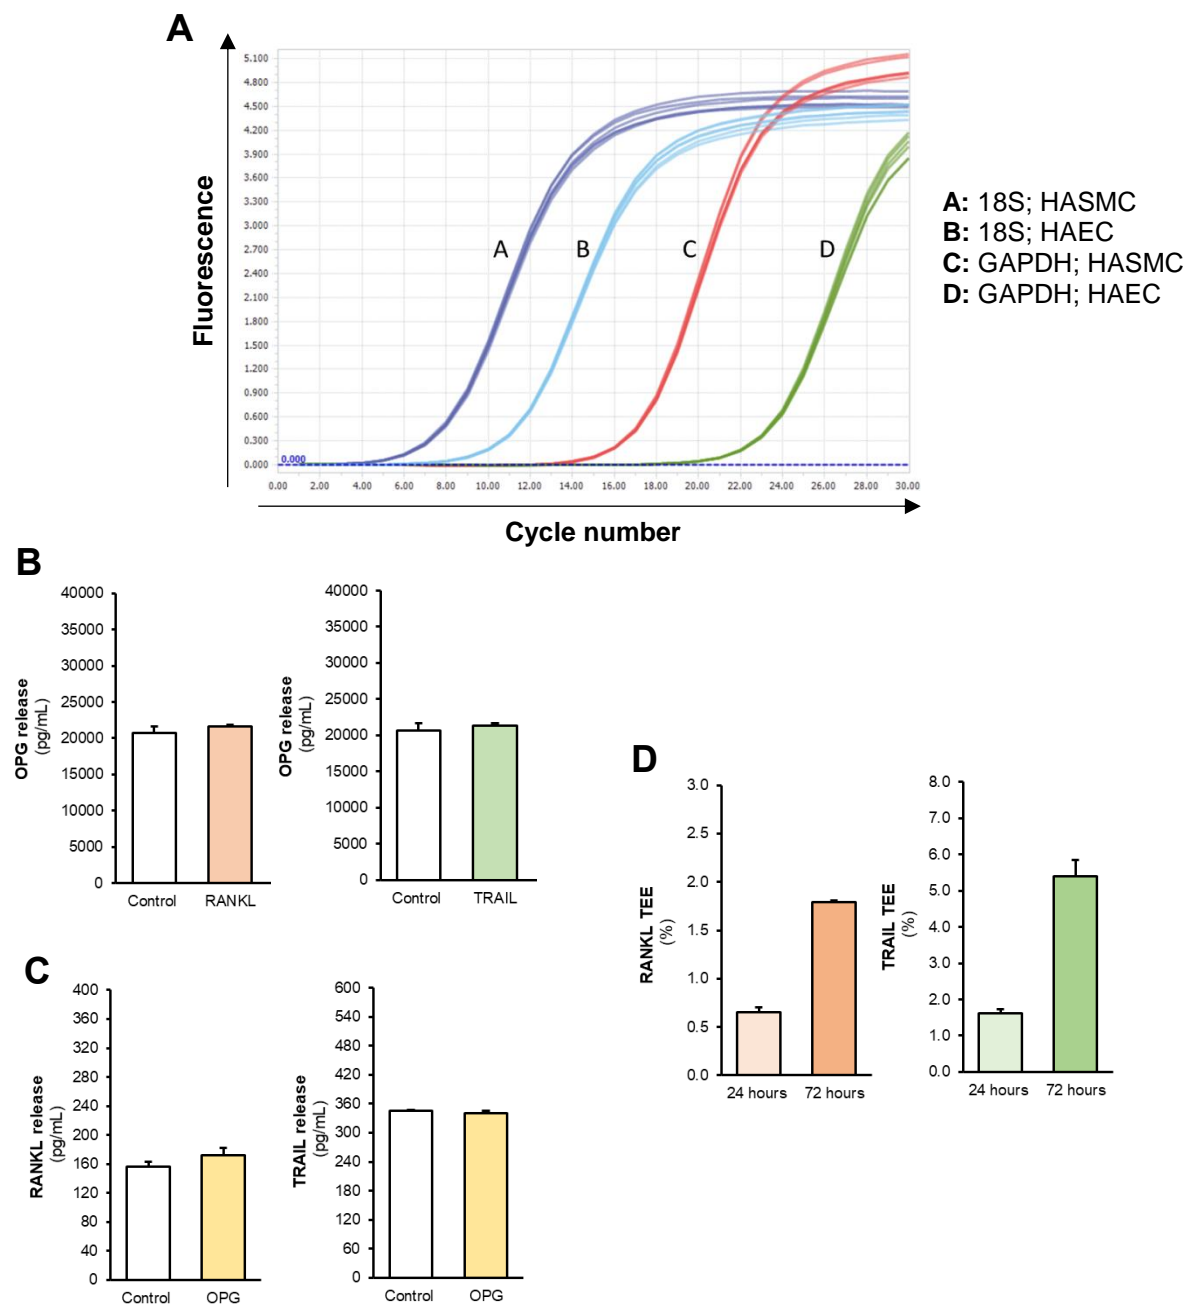 A
5.100
4.800
4.500
4.200
3.900
3.600
3.300
3.000
2.700
2.400
2.100
1.800
1.500
1.200
0.900
0.600
0.300
0.000
0.000
Fluorescence
A
B
C
D
0.00 2.00 4.00 6.00 8.00 10.00 12.00 14.00 16.00 18.00 20.00 22.00 24.00 26.00 28.00 30.00
Cycle number
A: 18S; HASMC
B: 18S; HAEC
C: GAPDH; HASMC
D: GAPDH; HAEC
B
OPG release
(pg/mL)
40000
35000
30000
25000
20000
15000
10000
5000
0
Control RANKL
OPG release
(pg/mL)
40000
35000
30000
25000
20000
15000
10000
5000
0
Control TRAIL
C
RANKL release
(pg/mL)
400
360
320
280
240
200
160
120
80
40
0
Control OPG
TRAIL release
(pg/mL)
600
540
480
420
360
300
240
180
120
60
0
Control OPG
D
RANKL TEE
(%)
3.0
2.5
2.0
1.5
1.0
0.5
0.0
24 hours 72 hours
TRAIL TEE
(%)
8.0
7.0
6.0
5.0
4.0
3.0
2.0
1.0
0.0
24 hours 72 hours